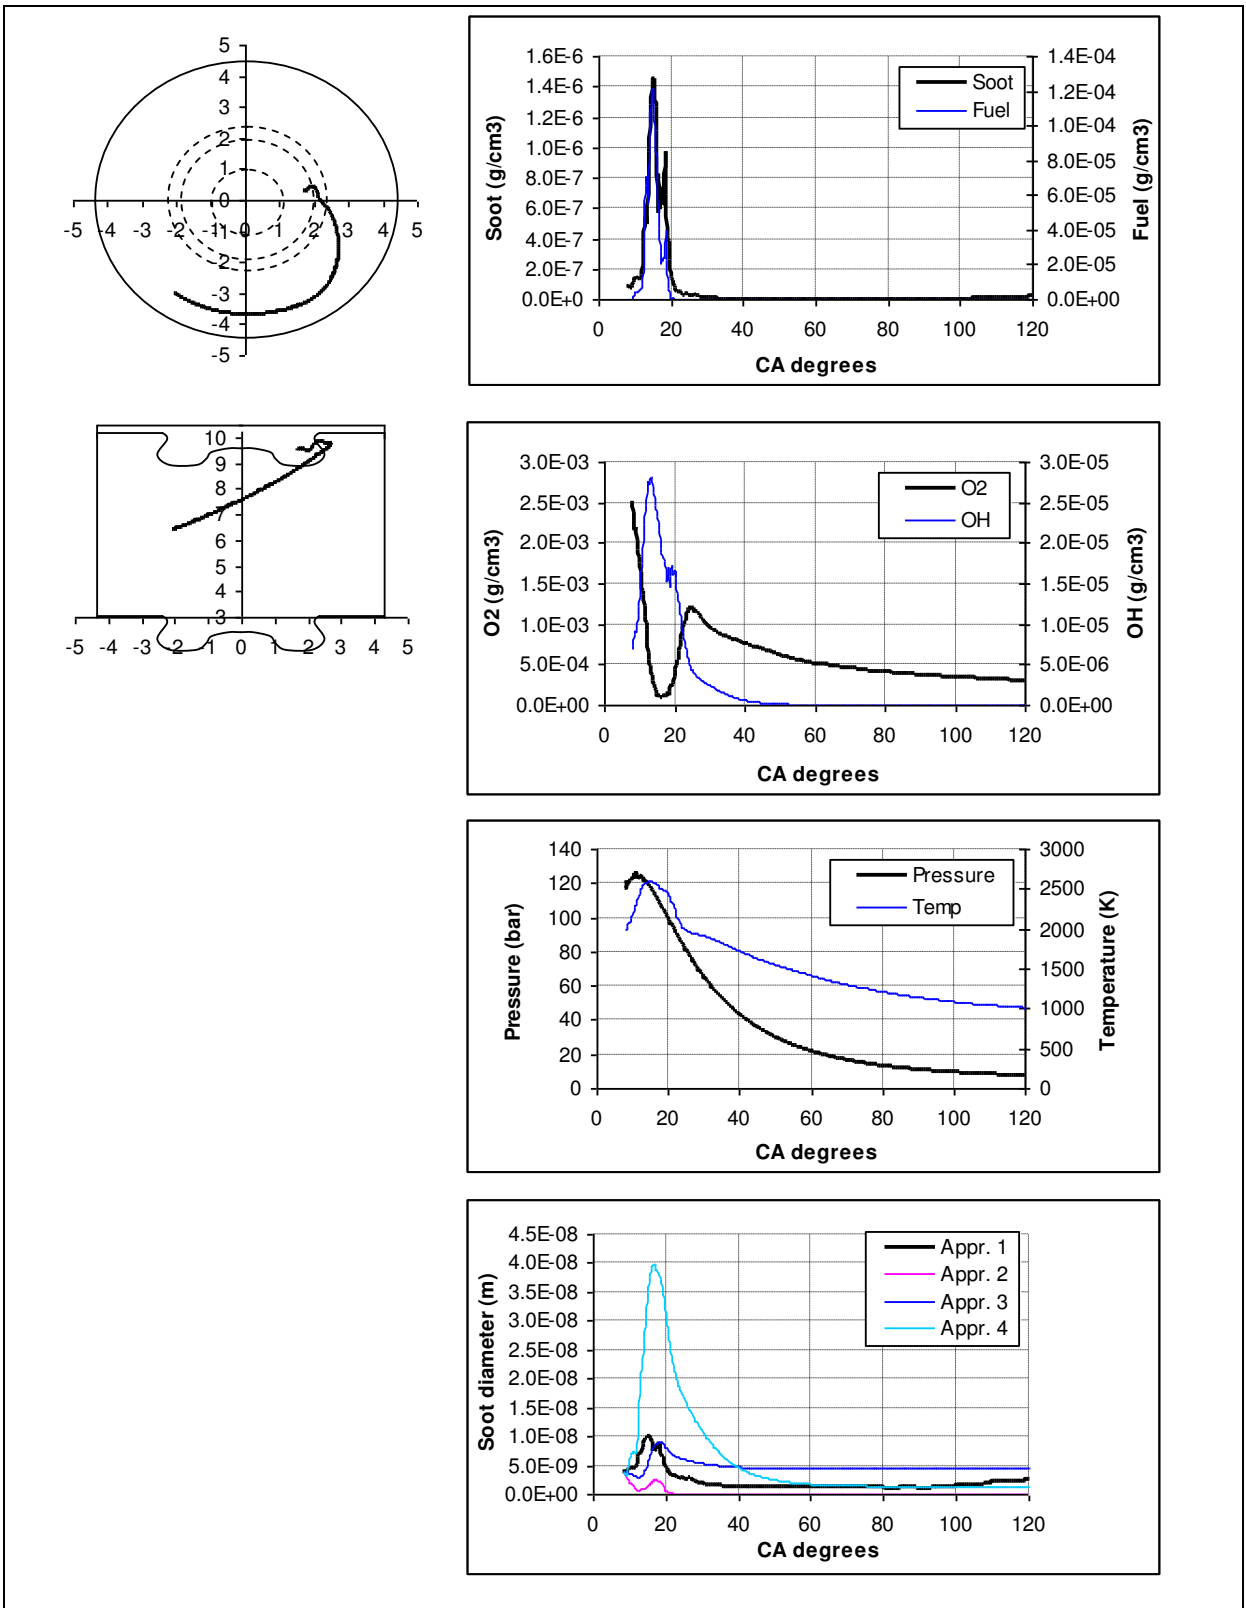 5
4
3
2
1
0
-5 -4 -3 -2 -1 0 1 2 3 4 5
-1
-2
-3
-4
-5
10
9
8
7
6
5
4
3
-5 -4 -3 -2 -1 0 1 2 3 4 5
Soot (g/cm3)
1.6E-6
1.4E-6
1.2E-6
1.0E-6
8.0E-7
6.0E-7
4.0E-7
2.0E-7
0.0E+0
Soot
Fuel
1.4E-04
1.2E-04
1.0E-04
8.0E-05
6.0E-05
4.0E-05
2.0E-05
0.0E+00
Fuel (g/cm3)
0 20 40 60 80 100 120
CA degrees
O2 (g/cm3)
3.0E-03
2.5E-03
2.0E-03
1.5E-03
1.0E-03
5.0E-04
0.0E+00
O2
OH
3.0E-05
2.5E-05
2.0E-05
1.5E-05
1.0E-05
5.0E-06
0.0E+00
OH (g/cm3)
0 20 40 60 80 100 120
CA degrees
Pressure (bar)
140
120
100
80
60
40
20
0
Pressure
Temp
3000
2500
2000
1500
1000
500
0
Temperature (K)
0 20 40 60 80 100 120
CA degrees
Soot diameter (m)
4.5E-08
4.0E-08
3.5E-08
3.0E-08
2.5E-08
2.0E-08
1.5E-08
1.0E-08
5.0E-09
0.0E+00
Appr. 1
Appr. 2
Appr. 3
Appr. 4
0 20 40 60 80 100 120
CA degrees